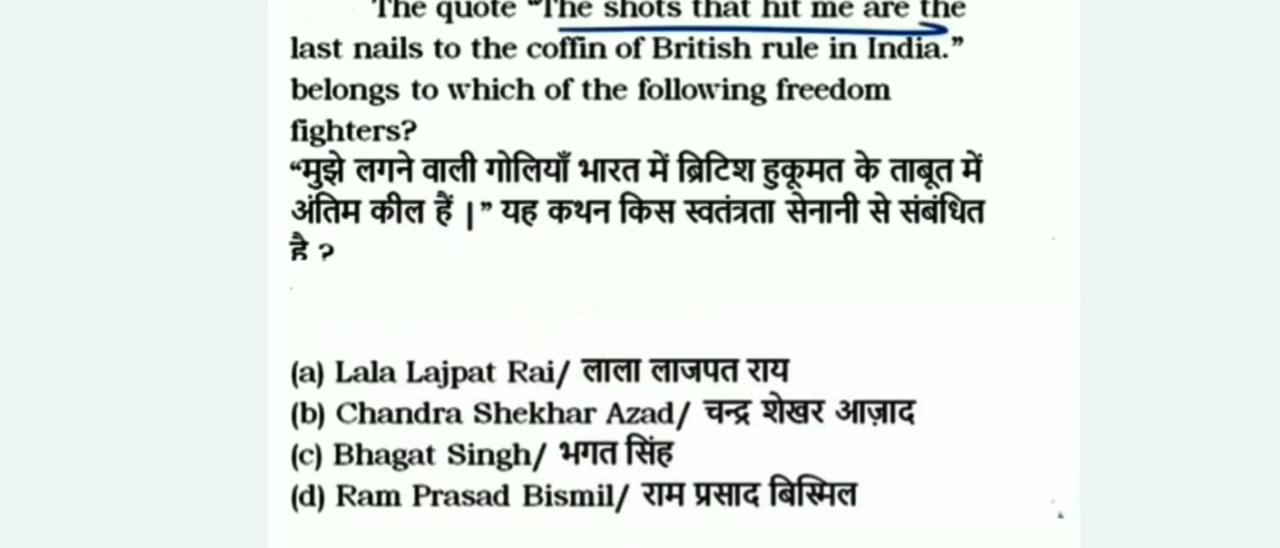 The quote "The shots that hit me are the
last nails to the coffin of British rule in India."
belongs to which of the following freedom
fighters?
“मुझे लगने वाली गोलियाँ भारत में ब्रिटिश हुकूमत के ताबूत में
अंतिम कील हैं |” यह कथन किस स्वतंत्रता सेनानी से संबंधित
है ?
(a) Lala Lajpat Rai/ लाला लाजपत राय
(b) Chandra Shekhar Azad/ चन्द्र शेखर आज़ाद
(c) Bhagat Singh/ भगत सिंह
(d) Ram Prasad Bismil/ राम प्रसाद बिस्मिल